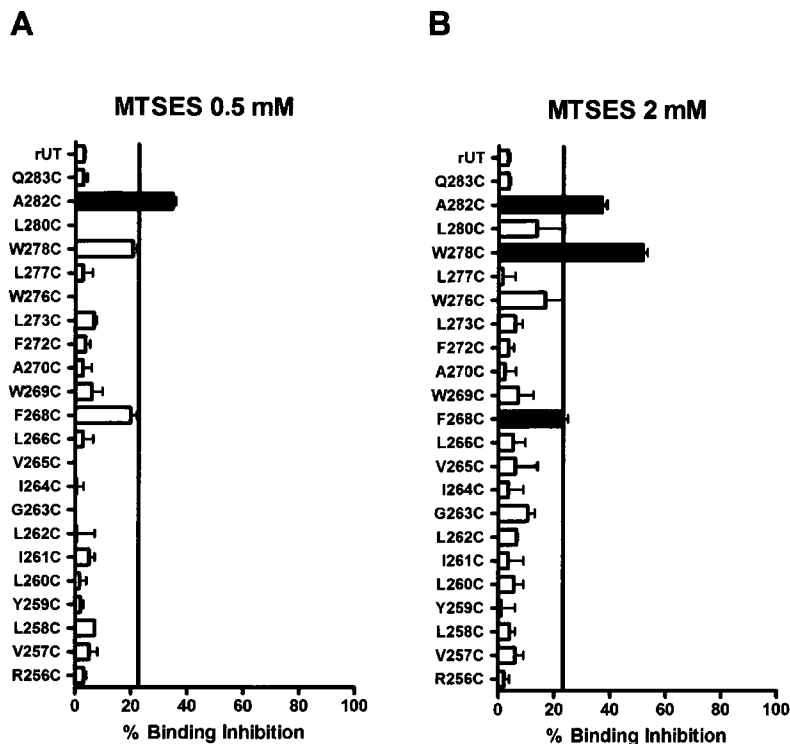 A
B
MTSES 0.5 mM
MTSES 2 mM
rUT
Q283C
A282C
L280C
W278C
L277C
W276C
L273C
F272C
A270C
W269C
F268C
L266C
V265C
I264C
G263C
L262C
I261C
L260C
Y259C
L258C
V257C
R256C
0 20 40 60 80 100
% Binding Inhibition
rUT
Q283C
A282C
L280C
W278C
L277C
W276C
L273C
F272C
A270C
W269C
F268C
L266C
V265C
I264C
G263C
L262C
I261C
L260C
Y259C
L258C
V257C
R256C
0 20 40 60 80 100
% Binding Inhibition